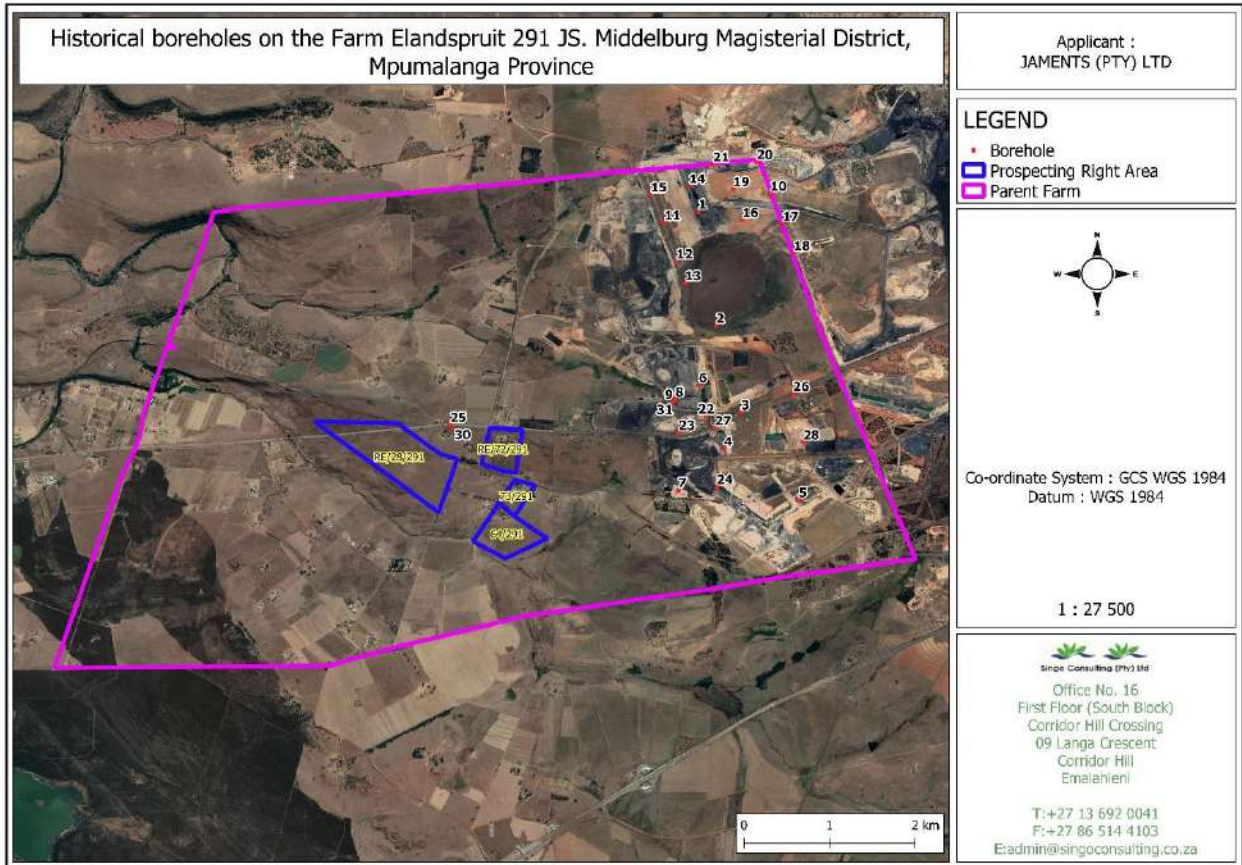 Historical boreholes on the Farm Elandspruit 291 JS. Middelburg Magisterial District,
Mpumalanga Province
Applicant :
JAMENTS (PTY) LTD
LEGEND
Borehole
Prospecting Right Area
Parent Farm
N
W E
S
Co-ordinate System : GCS WGS 1984
Datum : WGS 1984
1 : 27 500
Singo Consulting (Pty) Ltd
Office No. 16
First Floor (South Block)
Corridor Hill Crossing
09 Langa Crescent
Corridor Hill
Emalahleni
T:+27 13 692 0041
F:+27 86 514 4103
E:admin@singoconsulting.co.za
21
20
14
19
10
15
1
16
17
11
18
12
13
2
6
26
9 8
31
22
3
27
23
4
28
25
30
RE/29/291
RE/72/291
7
24
5
73/291
64/291
0 1 2 km